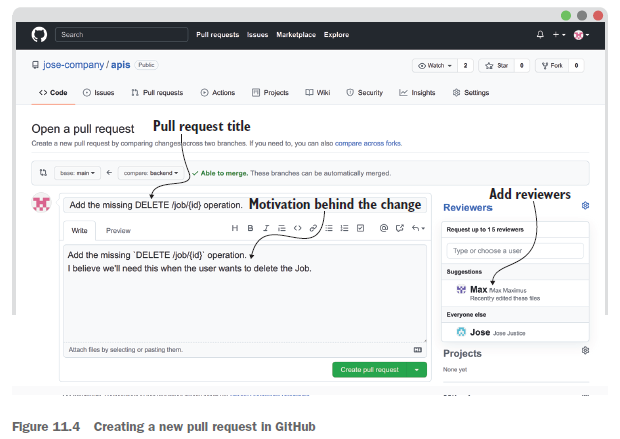 Search
Pull requests Issues Marketplace Explore
jose-company / apis Public
Watch 2 Star 0 Fork 0
Code Issues Pull requests Actions Projects Wiki Security Insights Settings
Open a pull request
Pull request title
Create a new pull request by comparing changes across two branches. If you need to, you can also compare across forks.
base: main compare: backend Able to merge. These branches can be automatically merged.
Add reviewers
Add the missing DELETE /job/{id} operation.
Motivation behind the change
Reviewers
Write Preview
Request up to 15 reviewers
Type or choose a user
Add the missing `DELETE /job/{id}` operation.
I believe we'll need this when the user wants to delete the Job.
Suggestions
Max Max Maximus
Recently edited these files
Everyone else
Jose Jose Justice
Attach files by selecting or pasting them.
Projects
None yet
Create pull request
Figure 11.4 Creating a new pull request in GitHub